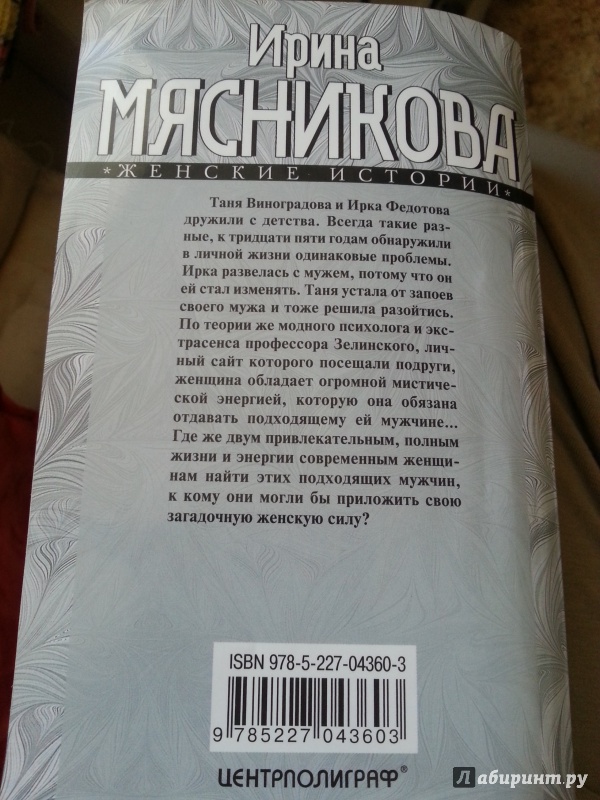 Ирина
МЯСНИКОВА
*ЖЕНСКИЕ ИСТОРИИ*
Таня Виноградова и Ирка Федотова
дружили с детства. Всегда такие раз-
ные, к тридцати пяти годам обнаружили
в личной жизни одинаковые проблемы.
Ирка развелась с мужем, потому что он
ей стал изменять. Таня устала от запоев
своего мужа и тоже решила разойтись.
По теории же модного психолога и экс-
трасенса профессора Зелинского, лич-
ный сайт которого посещали подруги,
женщина обладает огромной мистиче-
ской энергией, которую она обязана
отдавать подходящему ей мужчине...
Где же двум привлекательным, полным
жизни и энергии современным женщи-
нам найти этих подходящих мужчин,
к кому они могли бы приложить свою
загадочную женскую силу?
ISBN 978-5-227-04360-3
9 785227 043603
ЦЕНТРПОЛИГРАФ®
Лабиринт.ру